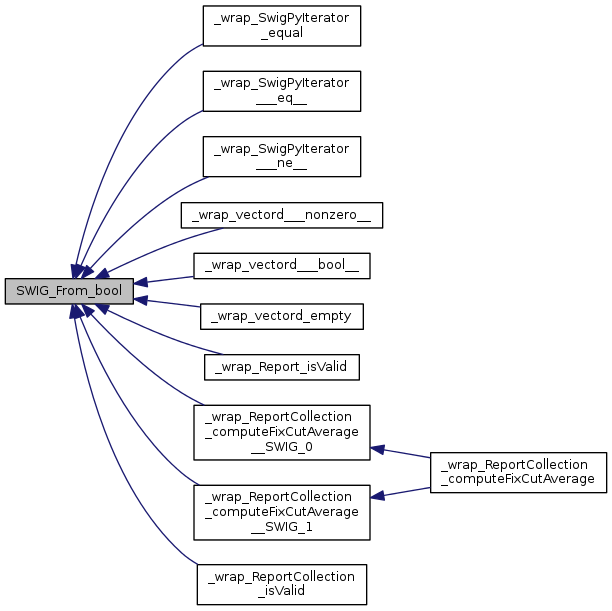 _wrap_SwigPyIterator
_equal
_wrap_SwigPyIterator
___eq__
_wrap_SwigPyIterator
___ne__
_wrap_vectord___nonzero__
_wrap_vectord___bool__
SWIG_From_bool
_wrap_vectord_empty
_wrap_Report_isValid
_wrap_ReportCollection
_computeFixCutAverage
__SWIG_0
_wrap_ReportCollection
_computeFixCutAverage
_wrap_ReportCollection
_computeFixCutAverage
__SWIG_1
_wrap_ReportCollection
_isValid